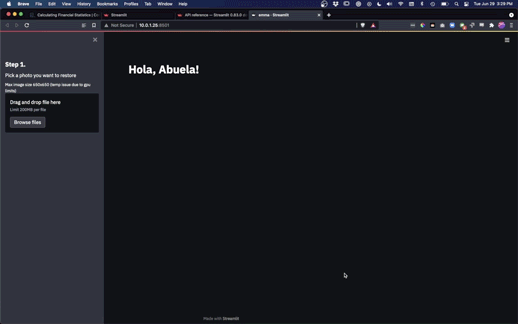 Brave File Edit View History Bookmarks Profiles Tab Window Help
Tue Jun 29 3:29 PM
Calculating Financial Statistics | C
Streamlit
API reference — Streamlit 0.83.0 d
emma · Streamlit
Not Secure | 10.0.1.25:8501
Step 1.
Pick a photo you want to restore
Max image size 650x650 (temp issue due to gpu
limits)
Drag and drop file here
Limit 200MB per file
Browse files
Hola, Abuela!
Made with Streamlit